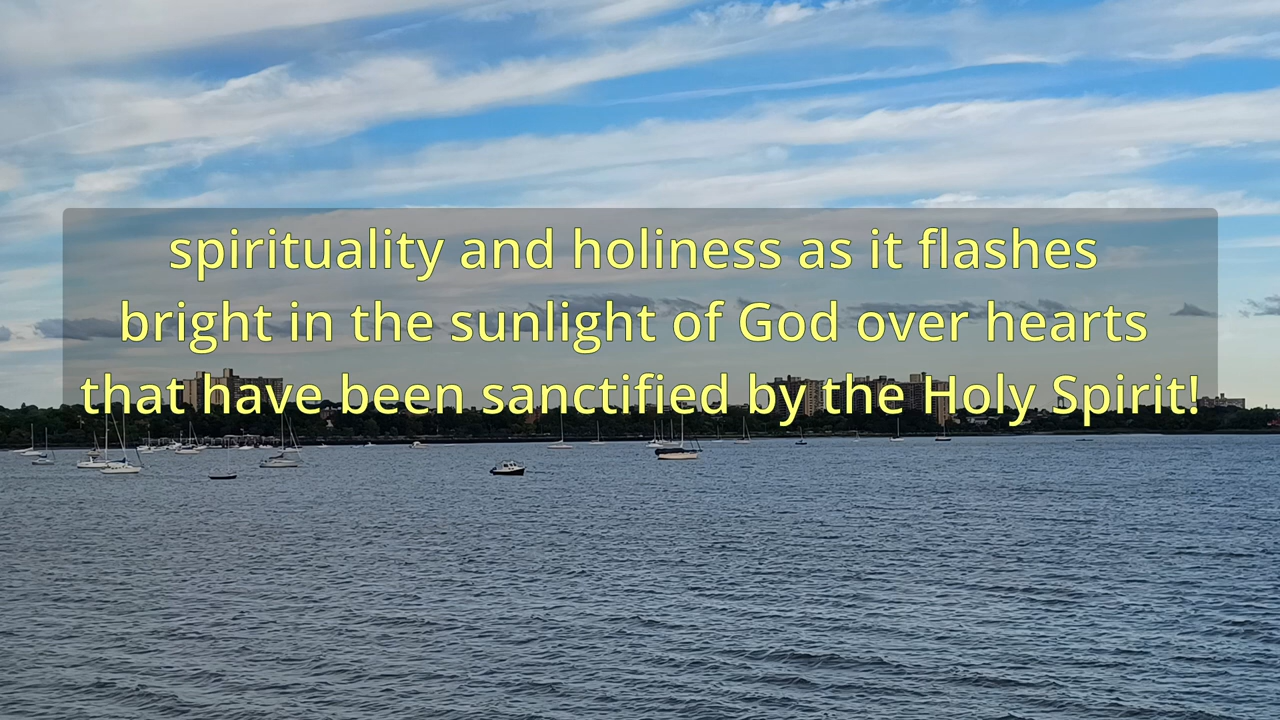 spirituality and holiness as it flashes
bright in the sunlight of God over hearts
that have been sanctified by the Holy Spirit!